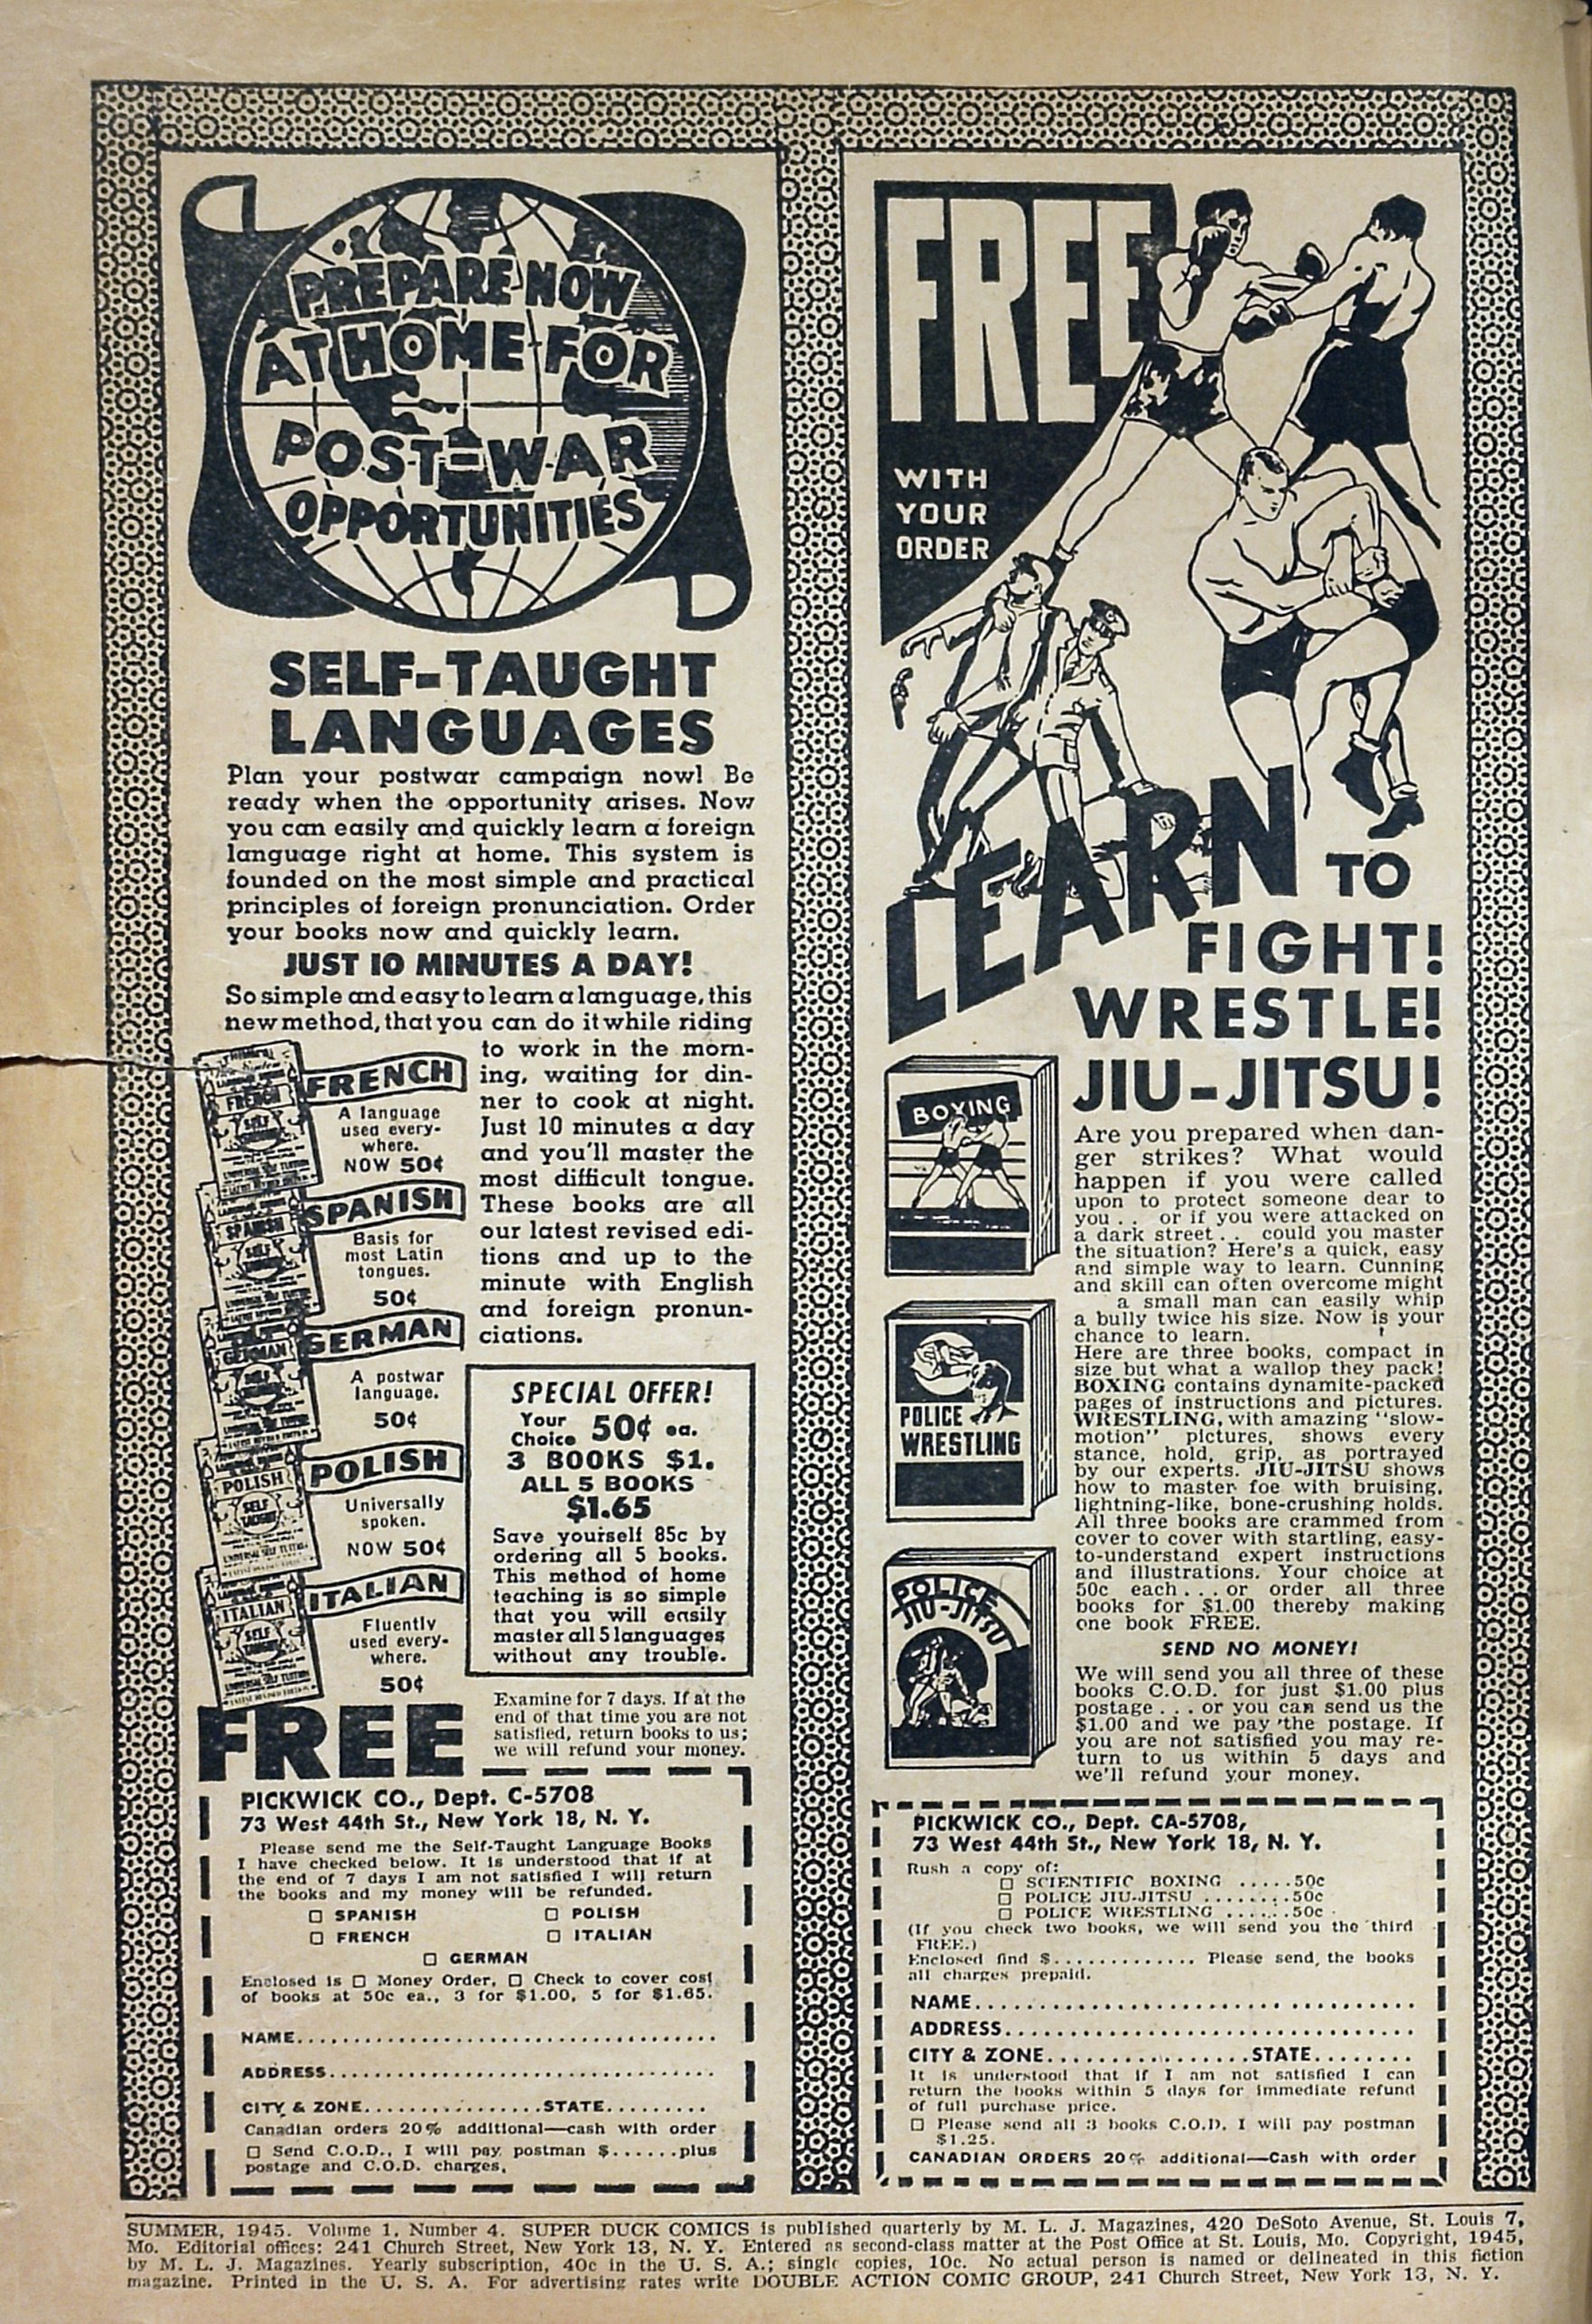 PREPARE NOW
AT HOME FOR
POST-WAR
OPPORTUNITIES
SELF-TAUGHT
LANGUAGES
Plan your postwar campaign now! Be
ready when the opportunity arises. Now
you can easily and quickly learn a foreign
language right at home. This system is
founded on the most simple and practical
principles of foreign pronunciation. Order
your books now and quickly learn.
JUST 10 MINUTES A DAY!
So simple and easy to learn a language, this
new method, that you can do it while riding
to work in the morn-
ing, waiting for din-
ner to cook at night.
Just 10 minutes a day
and you'll master the
most difficult tongue.
These books are all
our latest revised edi-
tions and up to the
minute with English
and foreign pronun-
ciations.
FRENCH
FRENCH
A language
used every-
where.
NOW 50¢
SPANISH
SPANISH
Basis for
most Latin
tongues.
50¢
GERMAN
GERMAN
A postwar
language.
50¢
POLISH
SELF
TAUGHT
POLISH
Universally
spoken.
NOW 50¢
ITALIAN
SELF
TAUGHT
ITALIAN
Fluently
used every-
where.
50¢
SPECIAL OFFER!
Your Choice 50¢ ea.
3 BOOKS $1.
ALL 5 BOOKS
$1.65
Save yourself 85c by
ordering all 5 books.
This method of home
teaching is so simple
that you will easily
master all 5 languages
without any trouble.
FREE
Examine for 7 days. If at the
end of that time you are not
satisfied, return books to us;
we will refund your money.
PICKWICK CO., Dept. C-5708
73 West 44th St., New York 18, N. Y.
Please send me the Self-Taught Language Books
I have checked below. It is understood that if at
the end of 7 days I am not satisfied I will return
the books and my money will be refunded.
☐ SPANISH ☐ POLISH
☐ FRENCH ☐ ITALIAN
☐ GERMAN
Enclosed is ☐ Money Order, ☐ Check to cover cost
of books at 50c ea., 3 for $1.00, 5 for $1.65.
NAME.....................................
ADDRESS..................................
CITY & ZONE.................STATE.........
Canadian orders 20% additional—cash with order
☐ Send C.O.D., I will pay postman $......plus
postage and C.O.D. charges.
FREE
WITH
YOUR
ORDER
LEARN TO
FIGHT!
WRESTLE!
JIU-JITSU!
BOXING
POLICE
WRESTLING
POLICE
JIU-JITSU
Are you prepared when dan-
ger strikes? What would
happen if you were called
upon to protect someone dear to
you . . or if you were attacked on
a dark street . . could you master
the situation? Here's a quick, easy
and simple way to learn. Cunning
and skill can often overcome might
a small man can easily whip
a bully twice his size. Now is your
chance to learn.
Here are three books, compact in
size but what a wallop they pack!
BOXING contains dynamite-packed
pages of instructions and pictures.
WRESTLING, with amazing "slow-
motion" pictures, shows every
stance, hold, grip, as portrayed
by our experts. JIU-JITSU shows
how to master foe with bruising,
lightning-like, bone-crushing holds.
All three books are crammed from
cover to cover with startling, easy-
to-understand expert instructions
and illustrations. Your choice at
50c each . . . or order all three
books for $1.00 thereby making
one book FREE.
SEND NO MONEY!
We will send you all three of these
books C.O.D. for just $1.00 plus
postage . . . or you can send us the
$1.00 and we pay the postage. If
you are not satisfied you may re-
turn to us within 5 days and
we'll refund your money.
PICKWICK CO., Dept. CA-5708,
73 West 44th St., New York 18, N. Y.
Rush a copy of:
☐ SCIENTIFIC BOXING .....50c
☐ POLICE JIU-JITSU ........50c
☐ POLICE WRESTLING ......50c
(If you check two books, we will send you the third
FREE.)
Enclosed find $............. Please send, the books
all charges prepaid.
NAME.................................
ADDRESS..............................
CITY & ZONE.................STATE........
It is understood that if I am not satisfied I can
return the books within 5 days for immediate refund
of full purchase price.
☐ Please send all 3 books C.O.D. I will pay postman
$1.25.
CANADIAN ORDERS 20% additional—Cash with order
SUMMER, 1945. Volume 1, Number 4. SUPER DUCK COMICS is published quarterly by M. L. J. Magazines, 420 DeSoto Avenue, St. Louis 7,
Mo. Editorial offices: 241 Church Street, New York 13, N. Y. Entered as second-class matter at the Post Office at St. Louis, Mo. Copyright, 1945,
by M. L. J. Magazines. Yearly subscription, 40c in the U. S. A.; single copies, 10c. No actual person is named or delineated in this fiction
magazine. Printed in the U. S. A. For advertising rates write DOUBLE ACTION COMIC GROUP, 241 Church Street, New York 13, N. Y.